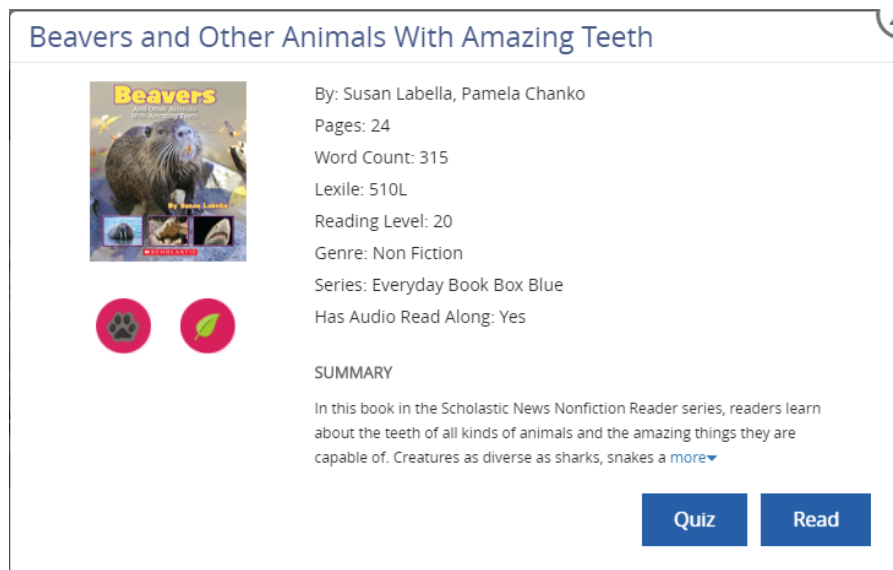 Beavers and Other Animals With Amazing Teeth
Beavers
And Other Animals
With Amazing Teeth
By Susan Labella
SCHOLASTIC
By: Susan Labella, Pamela Chanko
Pages: 24
Word Count: 315
Lexile: 510L
Reading Level: 20
Genre: Non Fiction
Series: Everyday Book Box Blue
Has Audio Read Along: Yes
SUMMARY
In this book in the Scholastic News Nonfiction Reader series, readers learn
about the teeth of all kinds of animals and the amazing things they are
capable of. Creatures as diverse as sharks, snakes a more
Quiz
Read